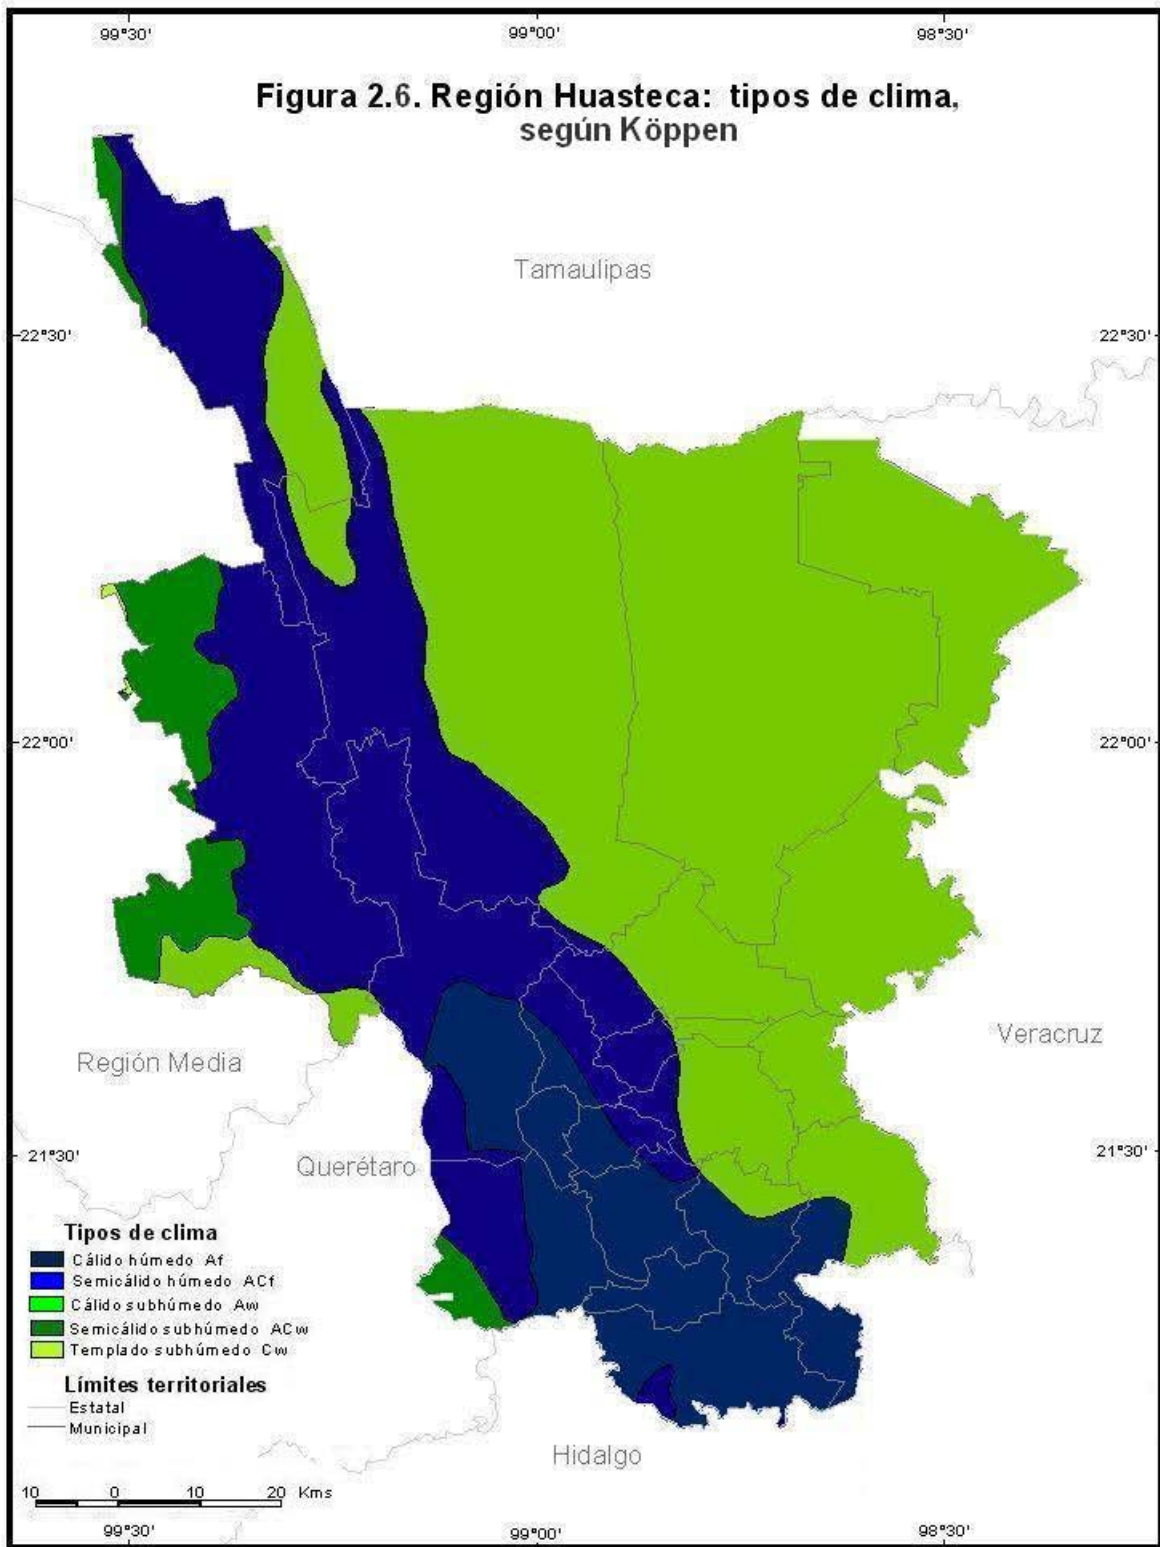 99°30'
99°00'
98°30'
Figura 2.6. Región Huasteca: tipos de clima,
según Köppen
Tamaulipas
22°30'
22°30'
22°00'
22°00'
Región Media
Veracruz
21°30'
21°30'
Querétaro
Tipos de clima
Cálido húmedo Af
Semicálido húmedo ACf
Cálido subhúmedo Aw
Semicálido subhúmedo ACw
Templado subhúmedo Cw
Límites territoriales
Estatal
Municipal
Hidalgo
10 0 10 20 Kms
99°30'
99°00'
98°30'